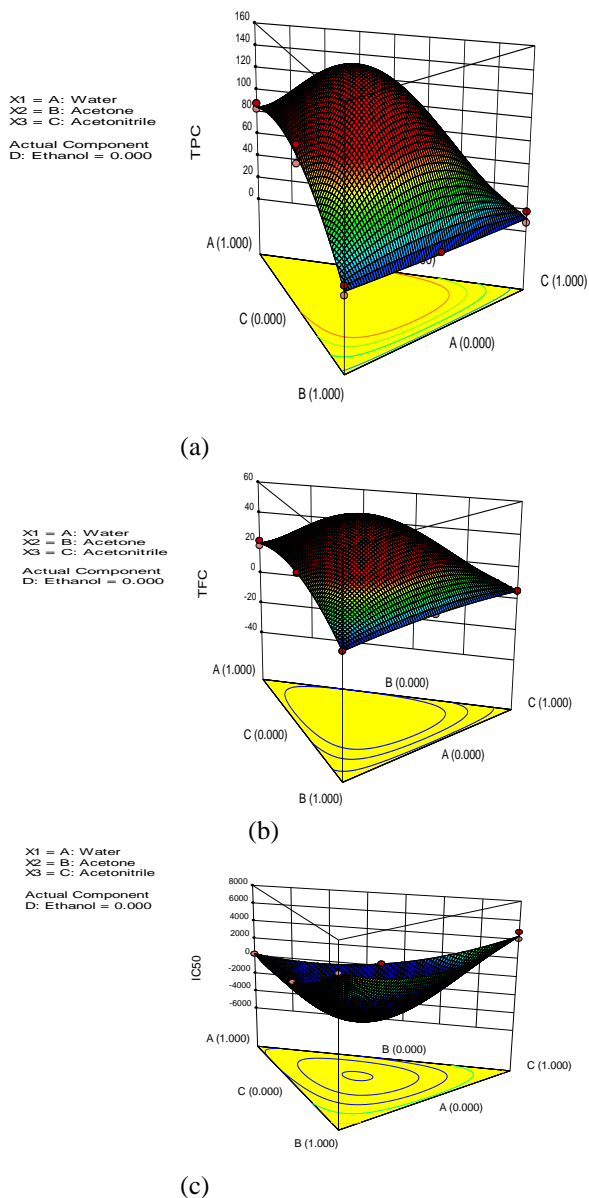 160
140
120
100
80
60
40
20
0
TPC
X1 = A: Water
X2 = B: Acetone
X3 = C: Acetonitrile
Actual Component
D: Ethanol = 0.000
A (1.000)
C (1.000)
C (0.000)
A (0.000)
B (1.000)
(a)
60
40
20
0
-20
-40
TFC
X1 = A: Water
X2 = B: Acetone
X3 = C: Acetonitrile
Actual Component
D: Ethanol = 0.000
A (1.000)
B (0.000)
C (1.000)
C (0.000)
A (0.000)
B (1.000)
(b)
X1 = A: Water
X2 = B: Acetone
X3 = C: Acetonitrile
Actual Component
D: Ethanol = 0.000
8000
6000
4000
2000
0
-2000
-4000
-6000
IC50
A (1.000)
B (0.000)
C (1.000)
C (0.000)
A (0.000)
B (1.000)
(c)